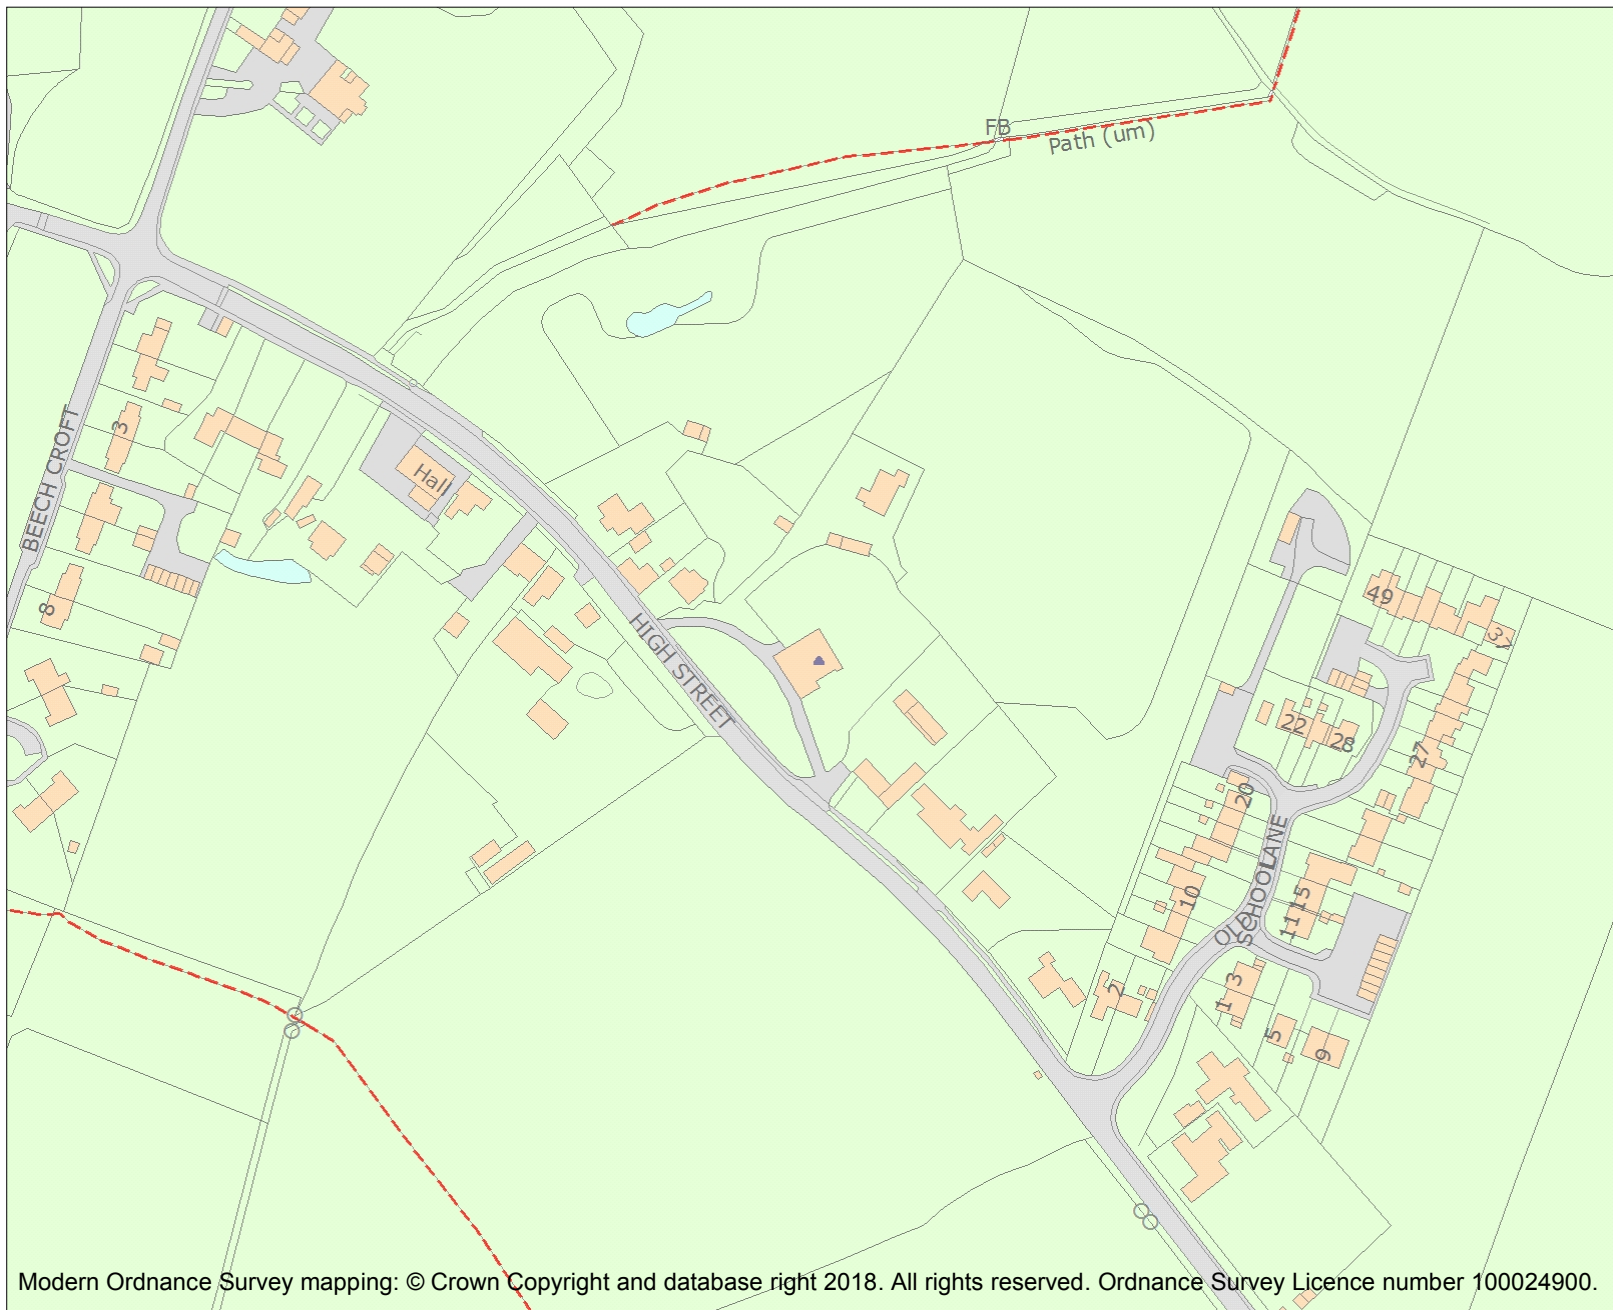 FB
Path (um)
BEECH CROFT
3
8
Hall
HIGH STREET
49
37
22
28
27
20
10
OLD
SCHOOLANE
15
11
2
3
1
5
9
Modern Ordnance Survey mapping: © Crown Copyright and database right 2018. All rights reserved. Ordnance Survey Licence number 100024900.